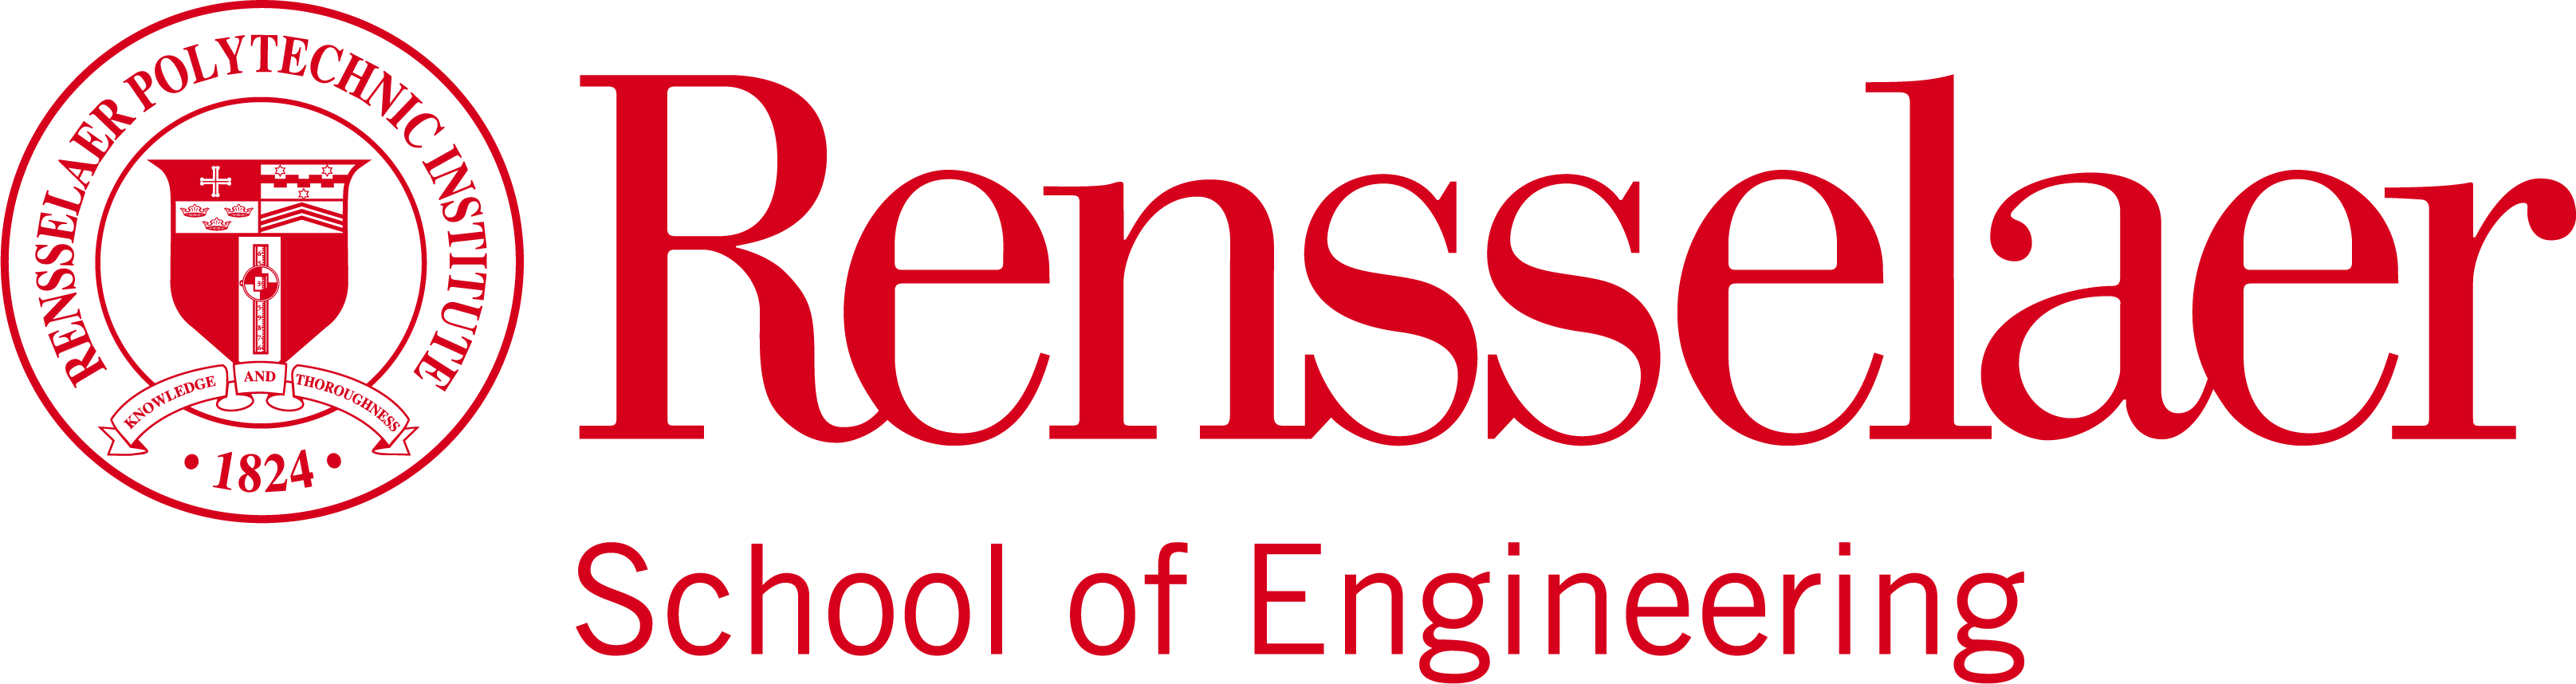 RENSSELAER POLYTECHNIC INSTITUTE
KNOWLEDGE AND THOROUGHNESS
• 1824 •
Rensselaer
School of Engineering